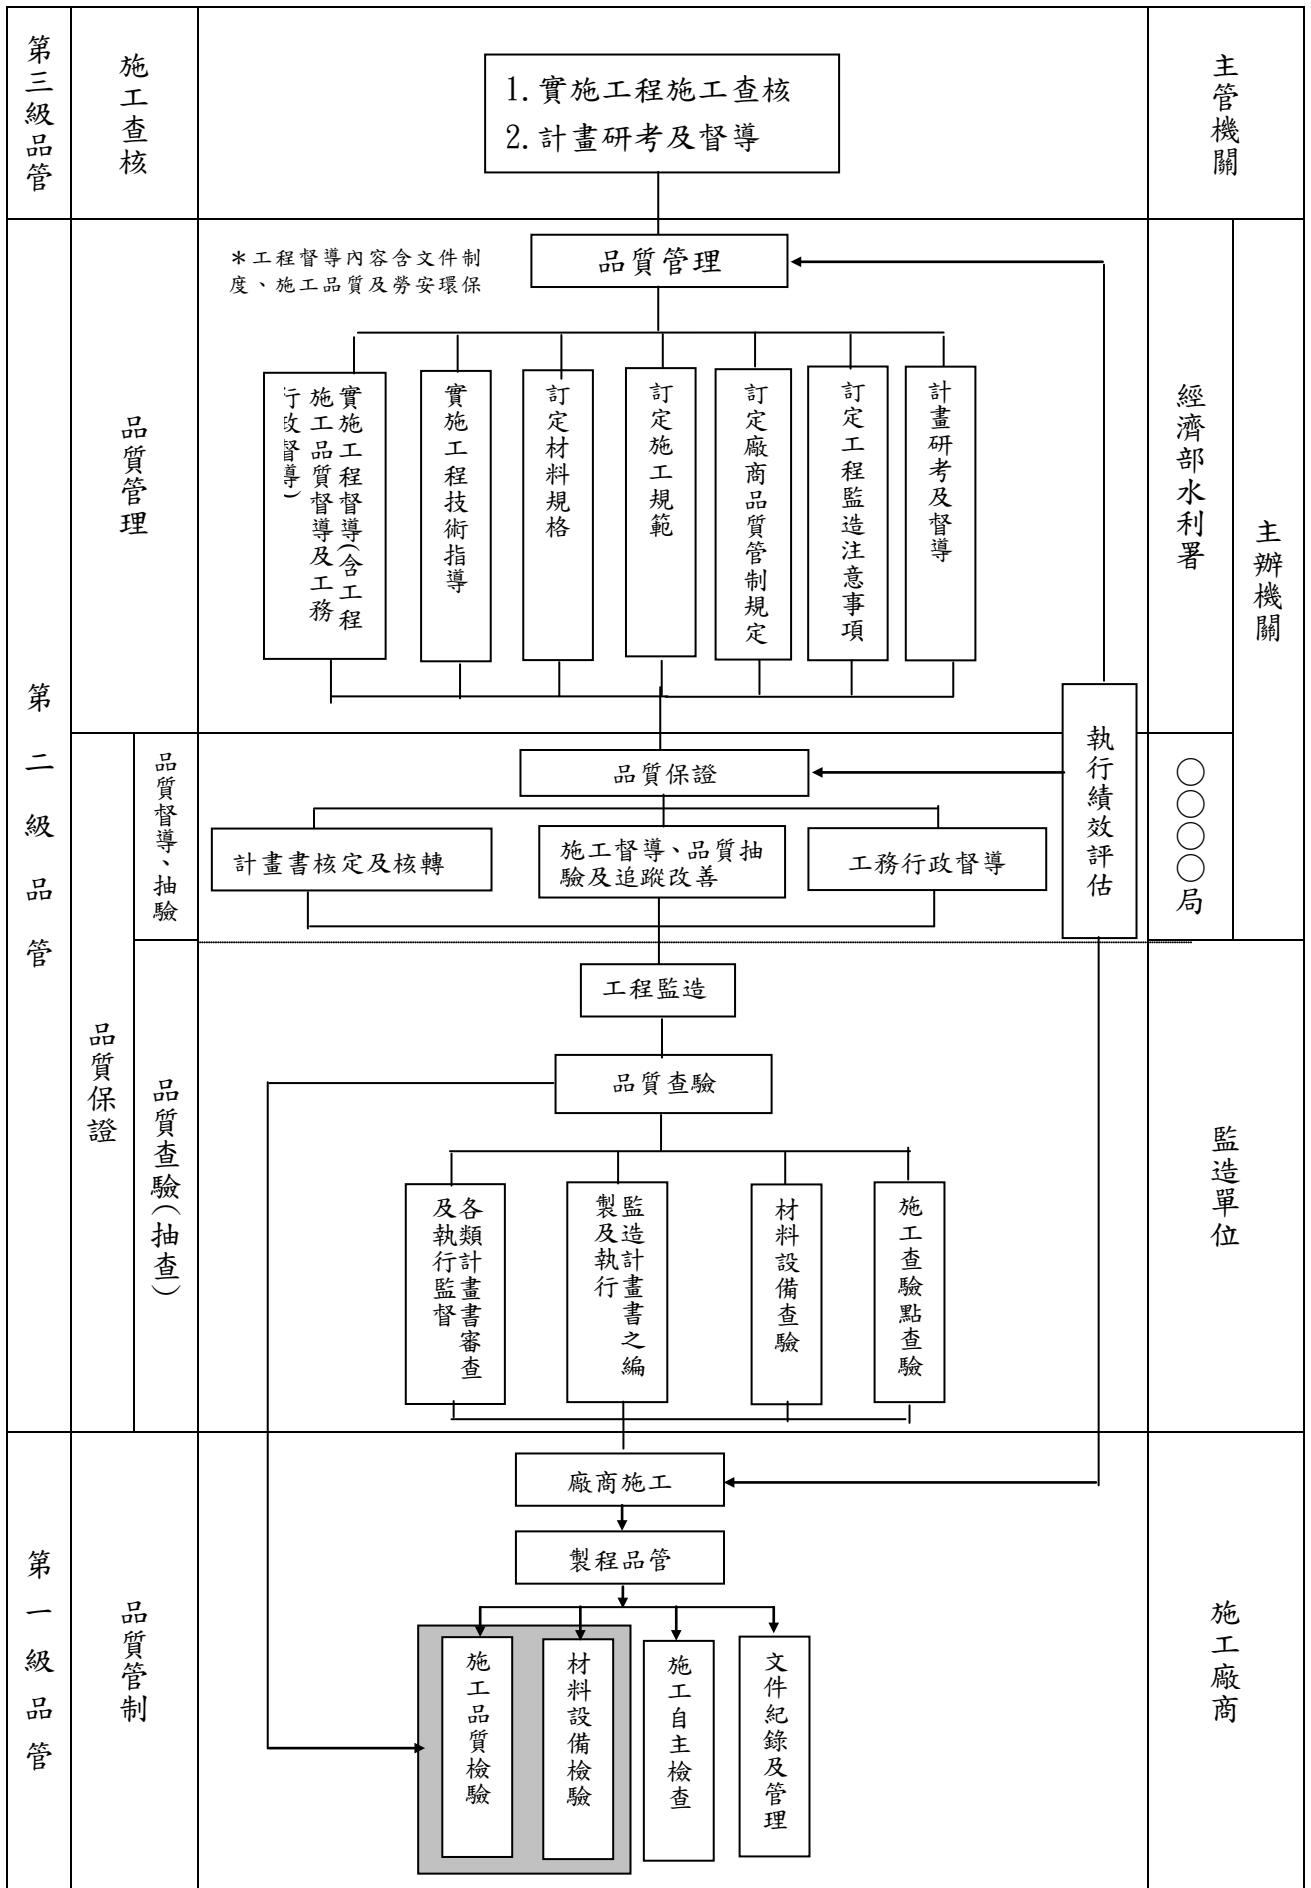 第三級品管
施工查核
1.實施工程施工查核
2.計畫研考及督導
主管機關
第二級品管
品質管理
*工程督導內容含文件制
度、施工品質及勞安環保
品質管理
實施工程督導(含工程
施工品質督導及工務
行政督導)
實施工程技術指導
訂定材料規格
訂定施工規範
訂定廠商品質管制規定
訂定工程監造注意事項
計畫研考及督導
經濟部水利署
主辦機關
執行績效評估
品質保證
品質督導、抽驗
品質保證
計畫書核定及核轉
施工督導、品質抽
驗及追蹤改善
工務行政督導
○○○○局
品質查驗(抽查)
工程監造
品質查驗
各類計畫書審查
及執行監督
監造計畫書之編
製及執行
材料設備查驗
施工查驗點查驗
監造單位
第一級品管
品質管制
廠商施工
製程品管
施工品質檢驗
材料設備檢驗
施工自主檢查
文件紀錄及管理
施工廠商